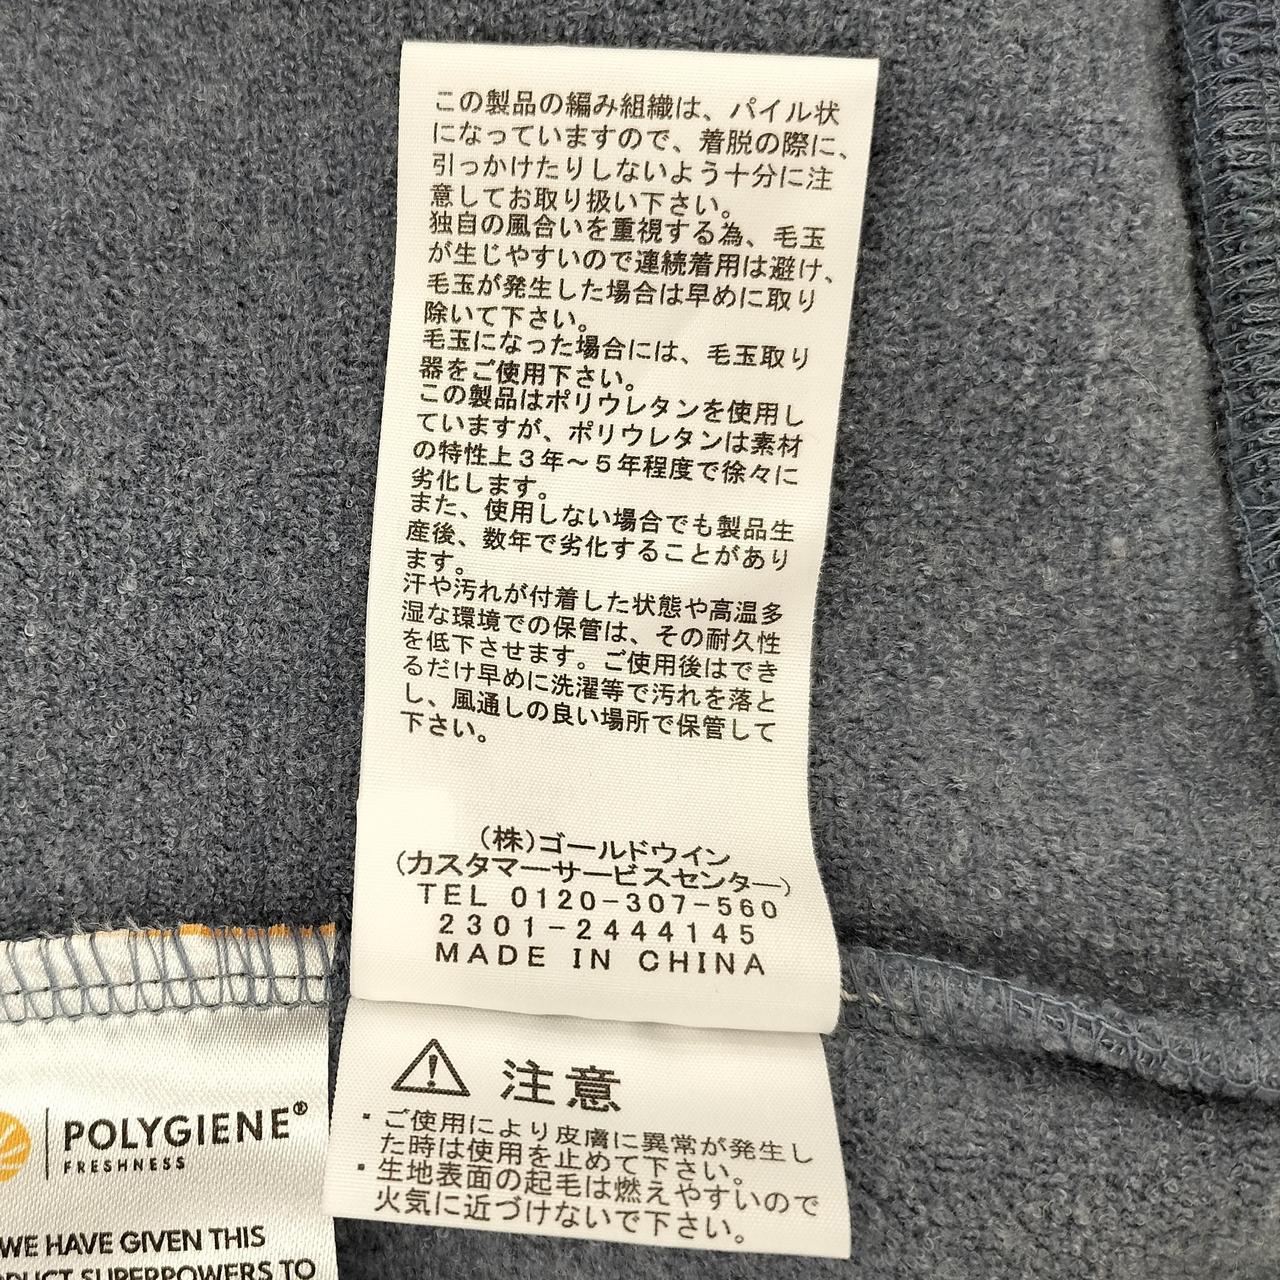 この製品の編み組織は、パイル状
になっていますので、着脱の際に、
引っかけたりしないよう十分に注
意してお取り扱い下さい。
独自の風合いを重視する為、毛玉
が生じやすいので連続着用は避け、
毛玉が発生した場合は早めに取り
除いて下さい。
毛玉になった場合には、毛玉取り
器をご使用下さい。
この製品はポリウレタンを使用し
ていますが、ポリウレタンは素材
の特性上３年～５年程度で徐々に
劣化します。
また、使用しない場合でも製品生
産後、数年で劣化することがあり
ます。
汗や汚れが付着した状態や高温多
湿な環境での保管は、その耐久性
を低下させます。ご使用後はでき
るだけ早めに洗濯等で汚れを落と
し、風通しの良い場所で保管して
下さい。
(株)ゴールドウイン
(カスタマーサービスセンター)
TEL 0120-307-560
2301-2444145
MADE IN CHINA
注意
・ご使用により皮膚に異常が発生し
た時は使用を止めて下さい。
・生地表面の起毛は燃えやすいので
火気に近づけないで下さい。
POLYGIENE®
FRESHNESS
WE HAVE GIVEN THIS
SUPERPOWERS TO